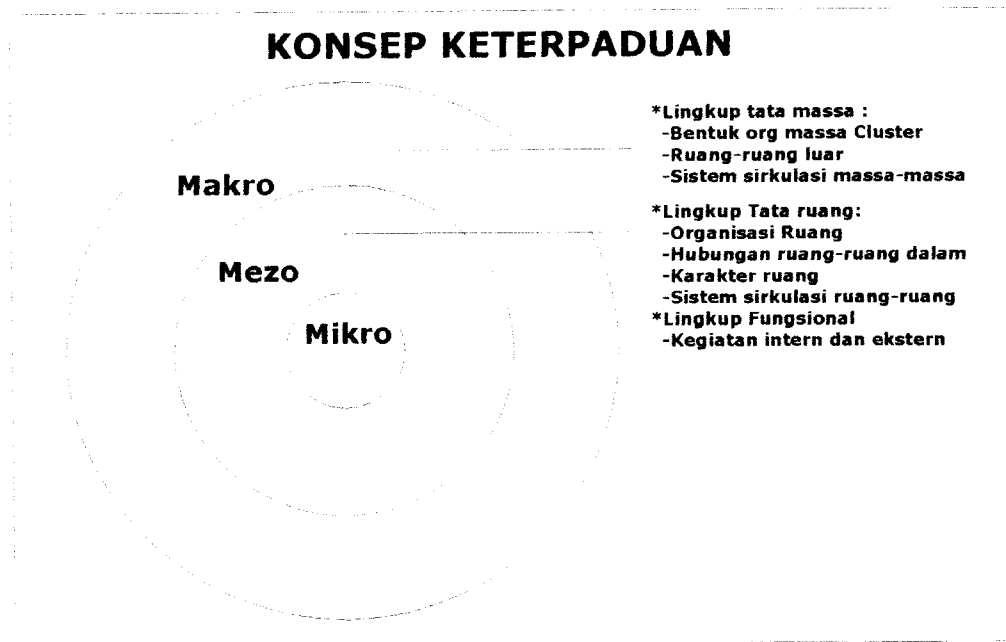 KONSEP KETERPADUAN
Makro
Mezo
Mikro
*Lingkup tata massa :
-Bentuk org massa Cluster
-Ruang-ruang luar
-Sistem sirkulasi massa-massa
*Lingkup Tata ruang:
-Organisasi Ruang
-Hubungan ruang-ruang dalam
-Karakter ruang
-Sistem sirkulasi ruang-ruang
*Lingkup Fungsional
-Kegiatan intern dan ekstern